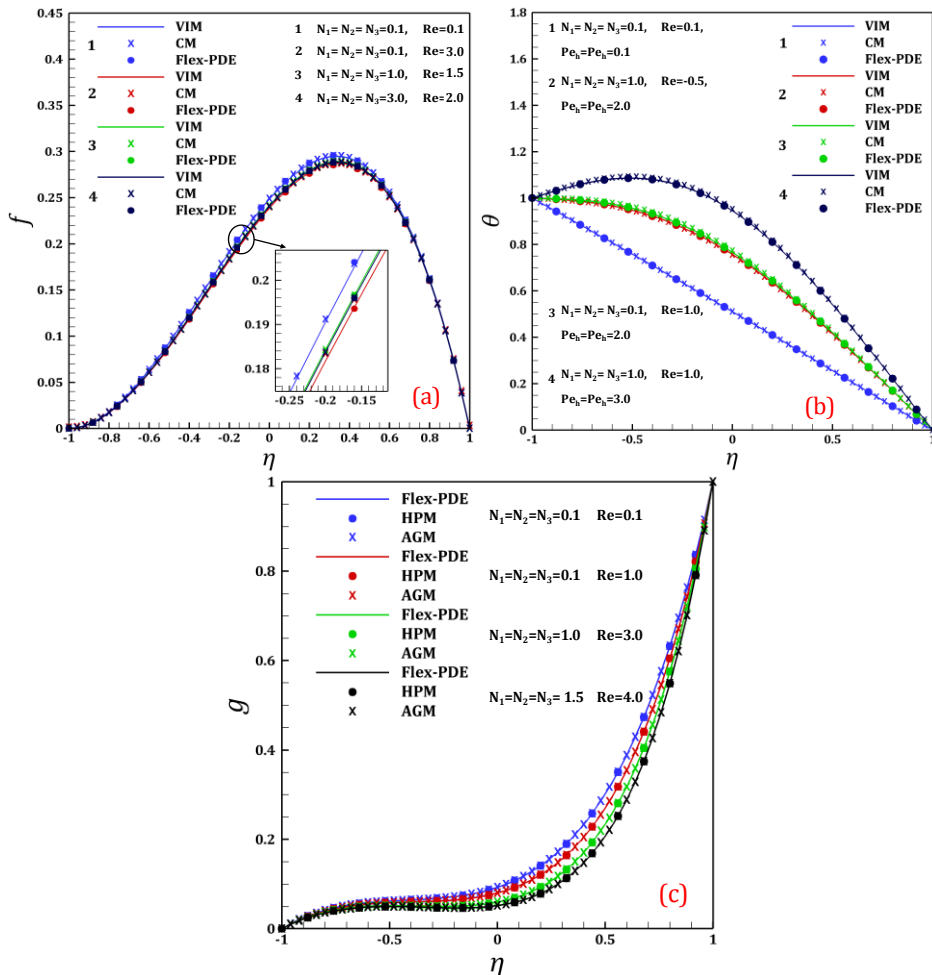 VIM
1 CM
Flex-PDE
VIM
2 CM
Flex-PDE
VIM
3 CM
Flex-PDE
VIM
4 CM
Flex-PDE
1 N₁= N₂= N₃=0.1, Re=0.1
2 N₁= N₂= N₃=0.1, Re=3.0
3 N₁= N₂= N₃=1.0, Re=1.5
4 N₁= N₂= N₃=3.0, Re=2.0
0.45
0.4
0.35
0.3
0.25
0.2
0.15
0.1
0.05
0
f
0.2
0.19
0.18
-0.25 -0.2 -0.15
(a)
-1 -0.8 -0.6 -0.4 -0.2 0 0.2 0.4 0.6 0.8 1
η
1 N₁= N₂= N₃=0.1, Re=0.1,
Peₕ=Peₕ=0.1
2 N₁= N₂= N₃=1.0, Re=-0.5,
Peₕ=Peₕ=2.0
VIM
1 CM
Flex-PDE
VIM
2 CM
Flex-PDE
VIM
3 CM
Flex-PDE
VIM
4 CM
Flex-PDE
1.8
1.6
1.4
1.2
1
0.8
0.6
0.4
0.2
0
θ
3 N₁= N₂= N₃=0.1, Re=1.0,
Peₕ=Peₕ=2.0
4 N₁= N₂= N₃=1.0, Re=1.0,
Peₕ=Peₕ=3.0
(b)
-1 -0.5 0 0.5 1
η
Flex-PDE
HPM N₁=N₂=N₃=0.1 Re=0.1
AGM
Flex-PDE
HPM N₁=N₂=N₃=0.1 Re=1.0
AGM
Flex-PDE
HPM N₁=N₂=N₃=1.0 Re=3.0
AGM
Flex-PDE
HPM N₁=N₂=N₃= 1.5 Re=4.0
AGM
1
0.8
0.6
0.4
0.2
0
g
(c)
-1 -0.5 0 0.5 1
η